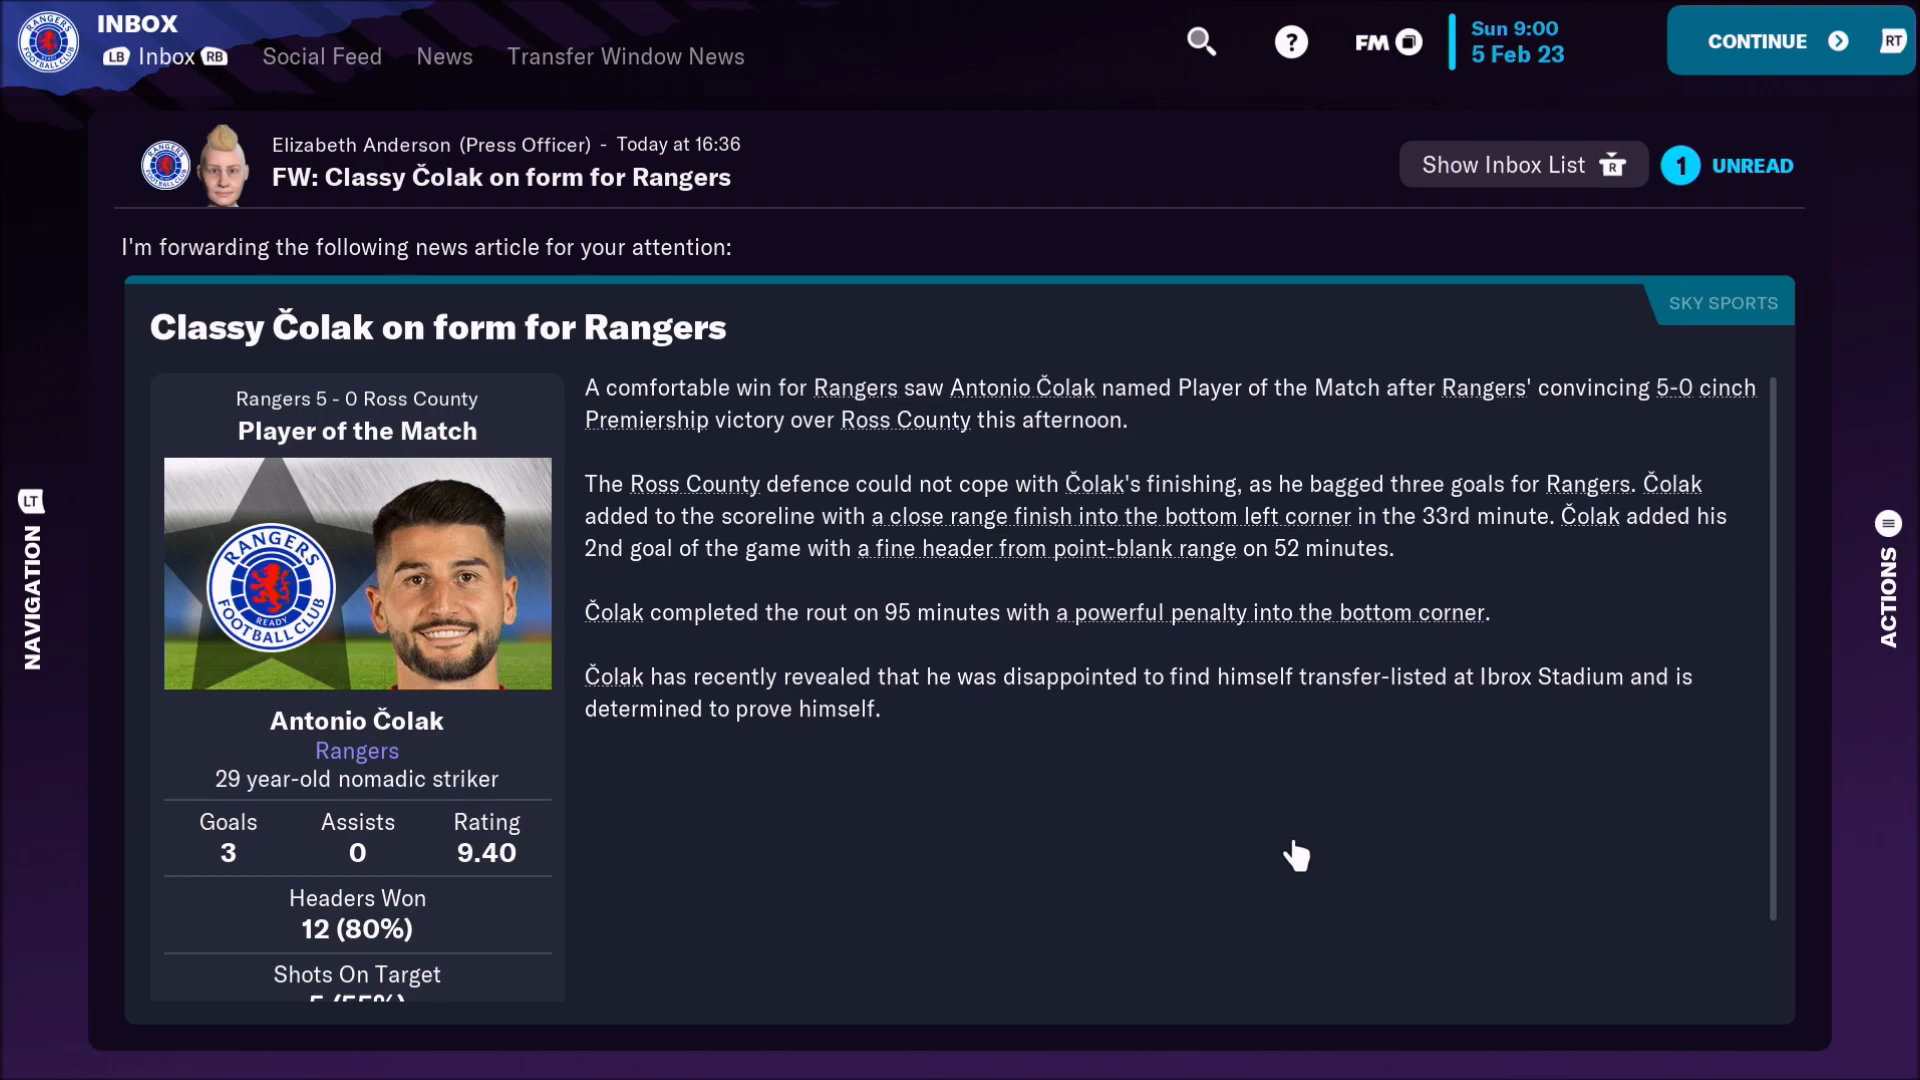 INBOX
LB Inbox RB Social Feed News Transfer Window News
? FM Sun 9:00
5 Feb 23
CONTINUE RT
Elizabeth Anderson (Press Officer) - Today at 16:36
FW: Classy Čolak on form for Rangers
Show Inbox List R 1 UNREAD
I'm forwarding the following news article for your attention:
SKY SPORTS
Classy Čolak on form for Rangers
Rangers 5 - 0 Ross County
Player of the Match
RANGERS
FOOTBALL CLUB
READY
Antonio Čolak
Rangers
29 year-old nomadic striker
Goals Assists Rating
3 0 9.40
Headers Won
12 (80%)
Shots On Target
5 (55%)
A comfortable win for Rangers saw Antonio Čolak named Player of the Match after Rangers' convincing 5-0 cinch
Premiership victory over Ross County this afternoon.
The Ross County defence could not cope with Čolak's finishing, as he bagged three goals for Rangers. Čolak
added to the scoreline with a close range finish into the bottom left corner in the 33rd minute. Čolak added his
2nd goal of the game with a fine header from point-blank range on 52 minutes.
Čolak completed the rout on 95 minutes with a powerful penalty into the bottom corner.
Čolak has recently revealed that he was disappointed to find himself transfer-listed at Ibrox Stadium and is
determined to prove himself.
LT
NAVIGATION
ACTIONS